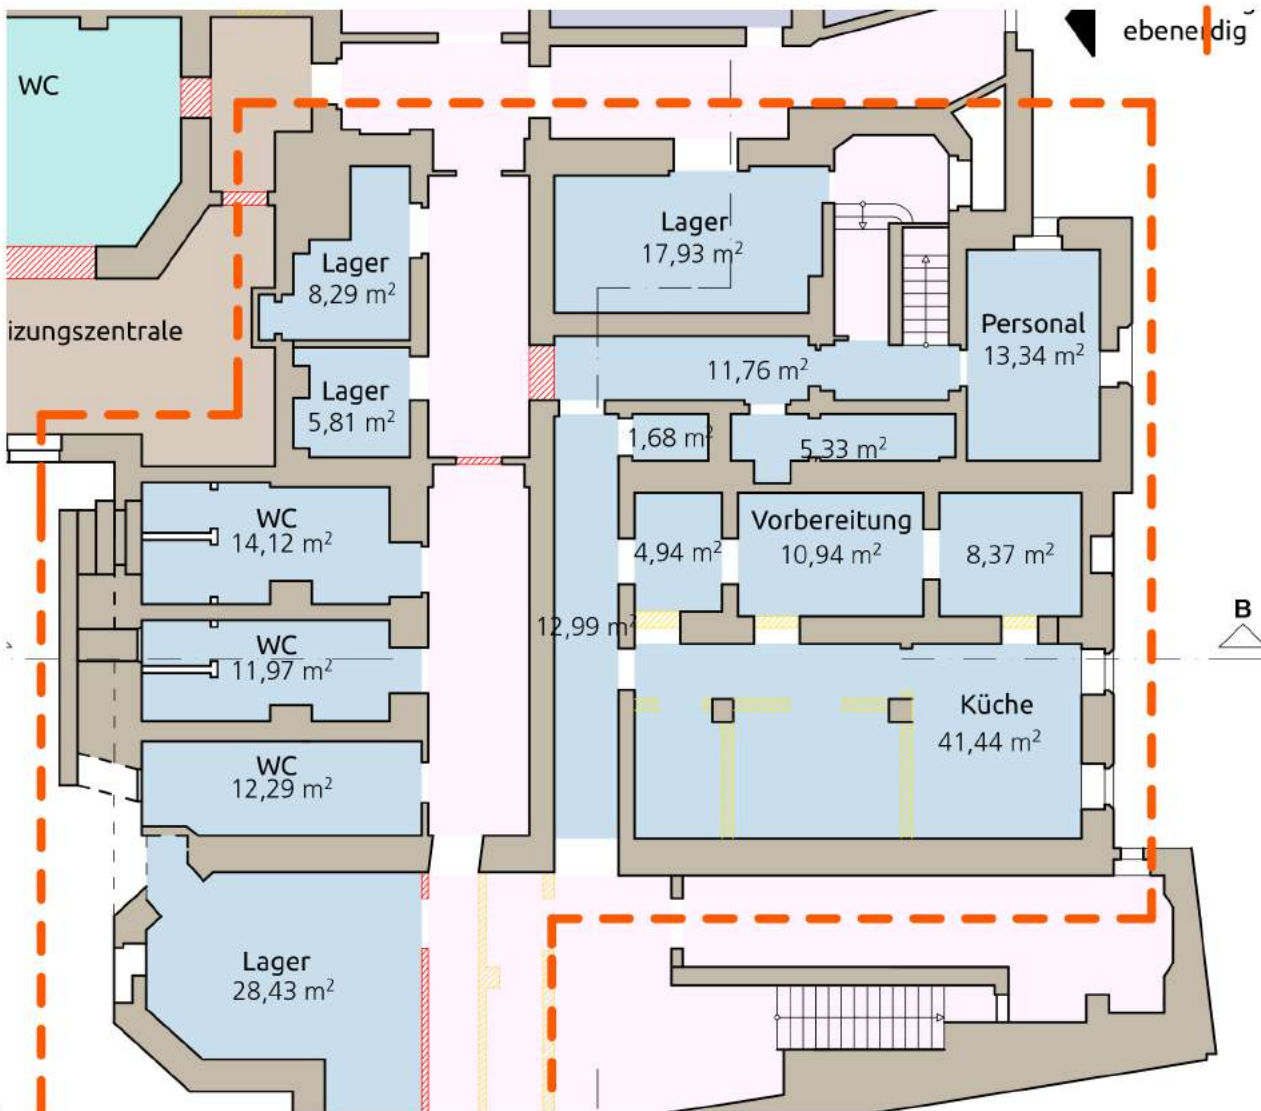 ebenerdig
WC
Lager
17,93 m²
Lager
8,29 m²
izungszentrale
Personal
13,34 m²
11,76 m²
Lager
5,81 m²
1,68 m²
5,33 m²
WC
14,12 m²
Vorbereitung
4,94 m²
10,94 m²
8,37 m²
12,99 m²
B
WC
11,97 m²
Küche
41,44 m²
WC
12,29 m²
Lager
28,43 m²